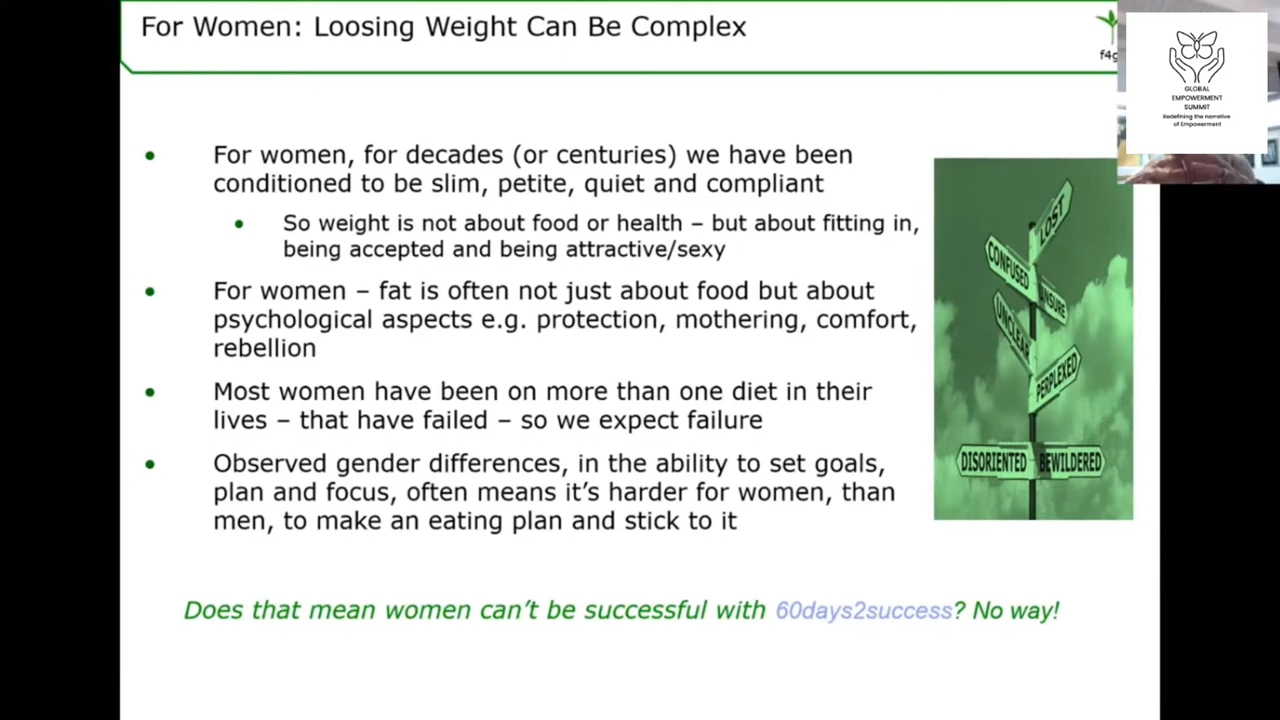 For Women: Loosing Weight Can Be Complex
f4g
GLOBAL
EMPOWERMENT
SUMMIT
Redefining the narrative
of Empowerment
• For women, for decades (or centuries) we have been
conditioned to be slim, petite, quiet and compliant
• So weight is not about food or health – but about fitting in,
being accepted and being attractive/sexy
• For women – fat is often not just about food but about
psychological aspects e.g. protection, mothering, comfort,
rebellion
• Most women have been on more than one diet in their
lives – that have failed – so we expect failure
• Observed gender differences, in the ability to set goals,
plan and focus, often means it’s harder for women, than
men, to make an eating plan and stick to it
LOST
CONFUSED
UNSURE
UNCLEAR
PERPLEXED
DISORIENTED BEWILDERED
Does that mean women can’t be successful with 60days2success? No way!